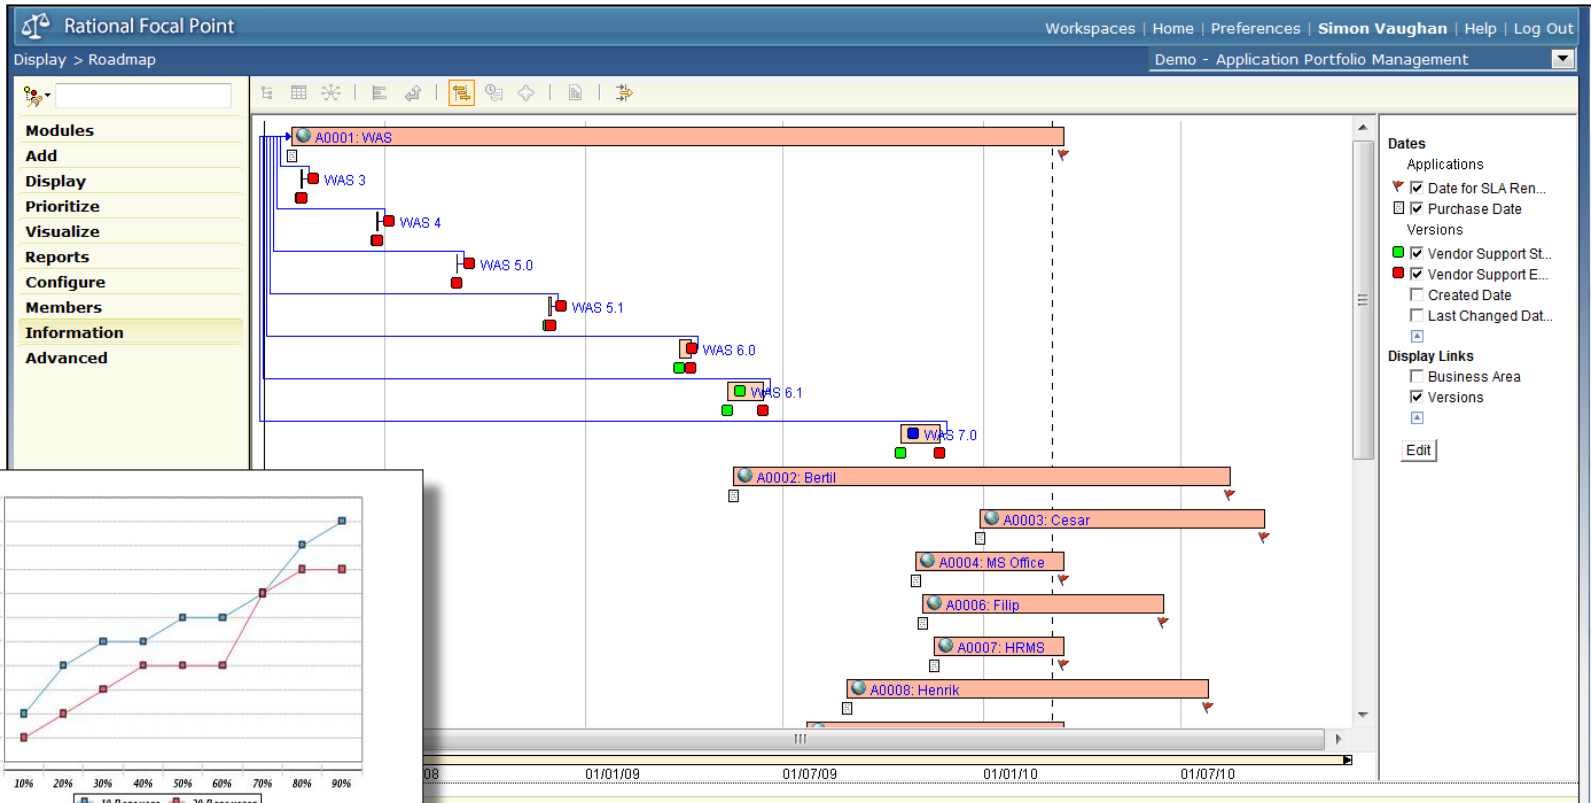 Rational Focal Point
Workspaces | Home | Preferences | Simon Vaughan | Help | Log Out
Display > Roadmap
Demo - Application Portfolio Management
Modules
Add
Display
Prioritize
Visualize
Reports
Configure
Members
Information
Advanced
A0001: WAS
WAS 3
WAS 4
WAS 5.0
WAS 5.1
WAS 6.0
WAS 6.1
WAS 7.0
A0002: Bertil
A0003: Cesar
A0004: MS Office
A0006: Filip
A0007: HRMS
A0008: Henrik
08
01/01/09
01/07/09
01/01/10
01/07/10
Dates
Applications
Date for SLA Ren...
Purchase Date
Versions
Vendor Support St...
Vendor Support E...
Created Date
Last Changed Dat...
Display Links
Business Area
Versions
Edit
10% 20% 30% 40% 50% 60% 70% 80% 90%